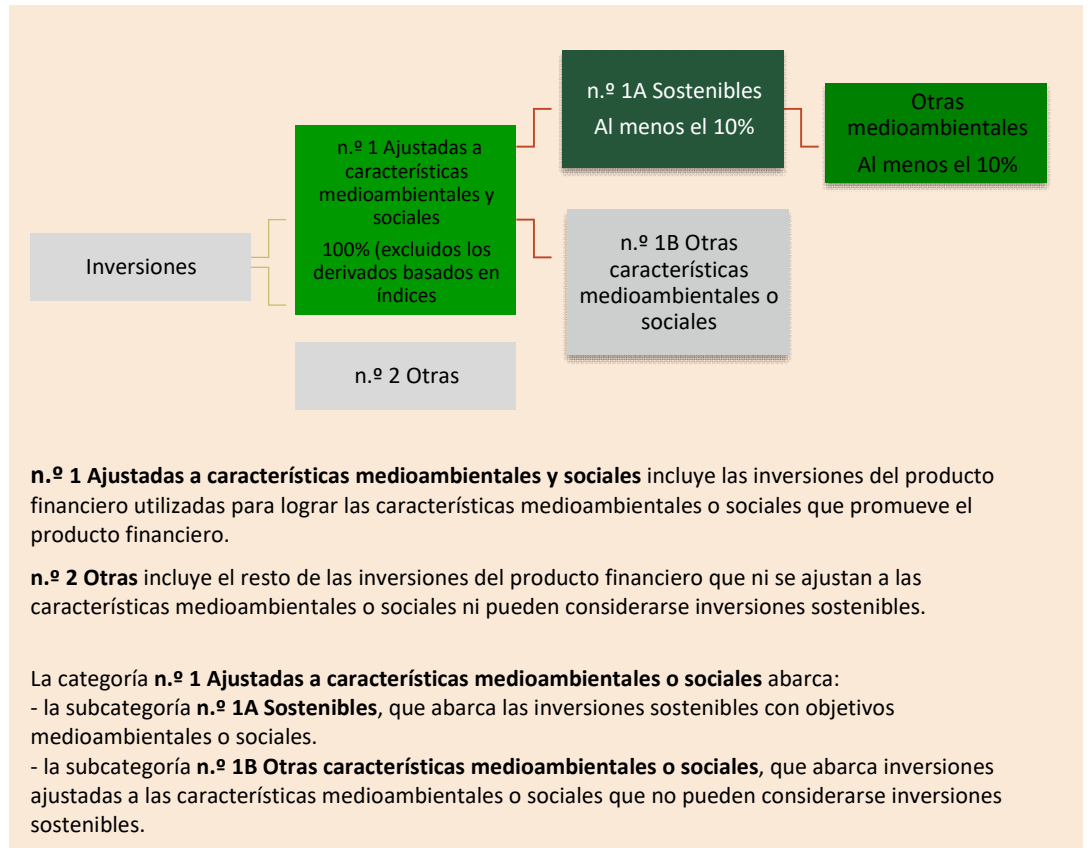 Inversiones
n.º 1 Ajustadas a
características
medioambientales y
sociales
100% (excluidos los
derivados basados en
índices
n.º 2 Otras
n.º 1A Sostenibles
Al menos el 10%
n.º 1B Otras
características
medioambientales o
sociales
Otras
medioambientales
Al menos el 10%
n.º 1 Ajustadas a características medioambientales y sociales incluye las inversiones del producto
financiero utilizadas para lograr las características medioambientales o sociales que promueve el
producto financiero.
n.º 2 Otras incluye el resto de las inversiones del producto financiero que ni se ajustan a las
características medioambientales o sociales ni pueden considerarse inversiones sostenibles.
La categoría n.º 1 Ajustadas a características medioambientales o sociales abarca:
- la subcategoría n.º 1A Sostenibles, que abarca las inversiones sostenibles con objetivos
medioambientales o sociales.
- la subcategoría n.º 1B Otras características medioambientales o sociales, que abarca inversiones
ajustadas a las características medioambientales o sociales que no pueden considerarse inversiones
sostenibles.